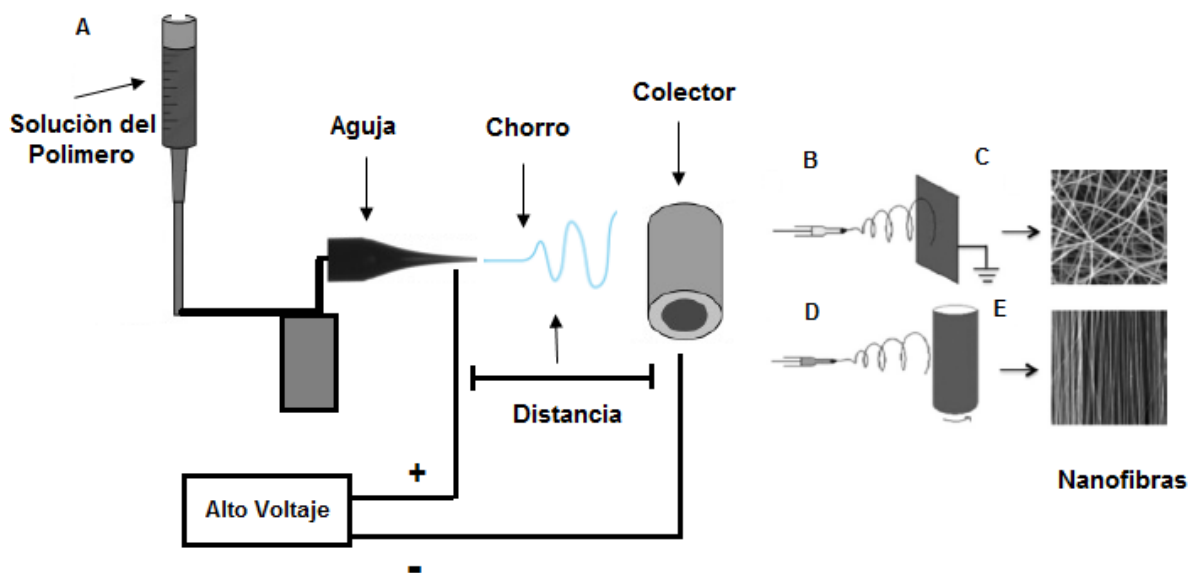 A
Soluciòn del
Polimero
Aguja
Chorro
Colector
Distancia
+
Alto Voltaje
-
B
C
D
E
Nanofibras